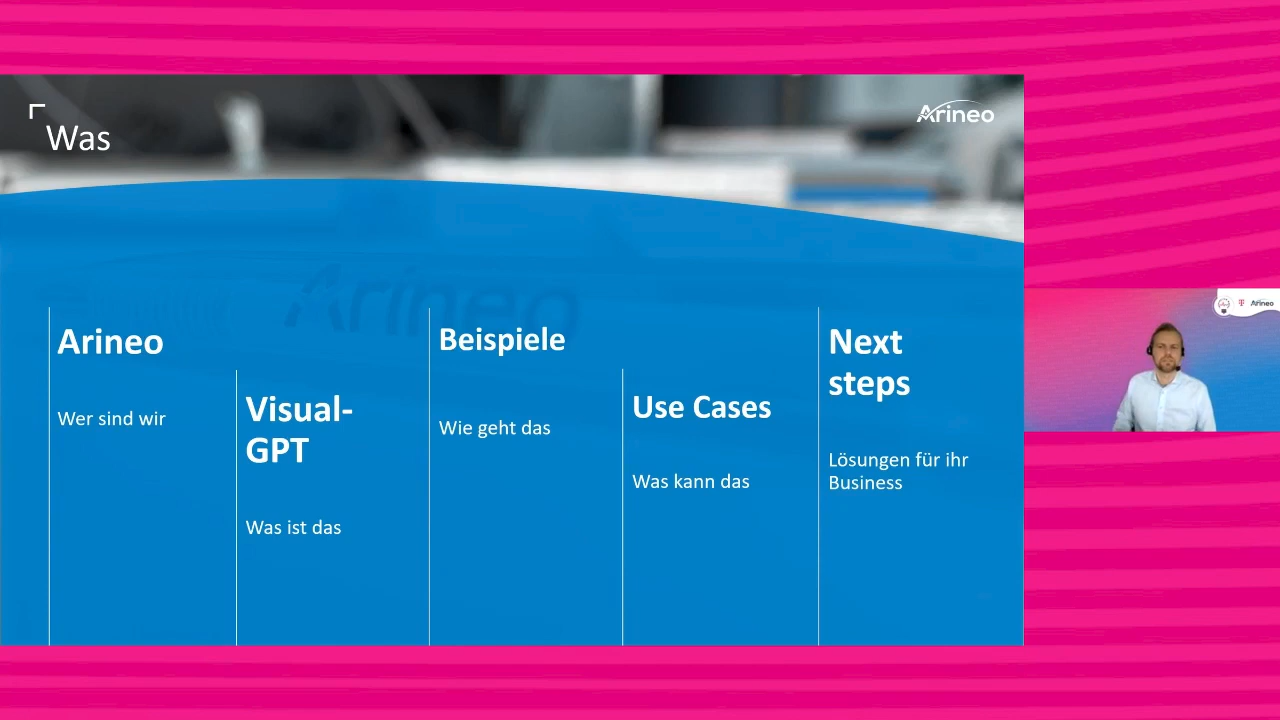 Was
Arineo
Arineo
Arineo
Wer sind wir
Visual-
GPT
Was ist das
Beispiele
Wie geht das
Use Cases
Was kann das
Next
steps
Lösungen für ihr
Business
T Arineo